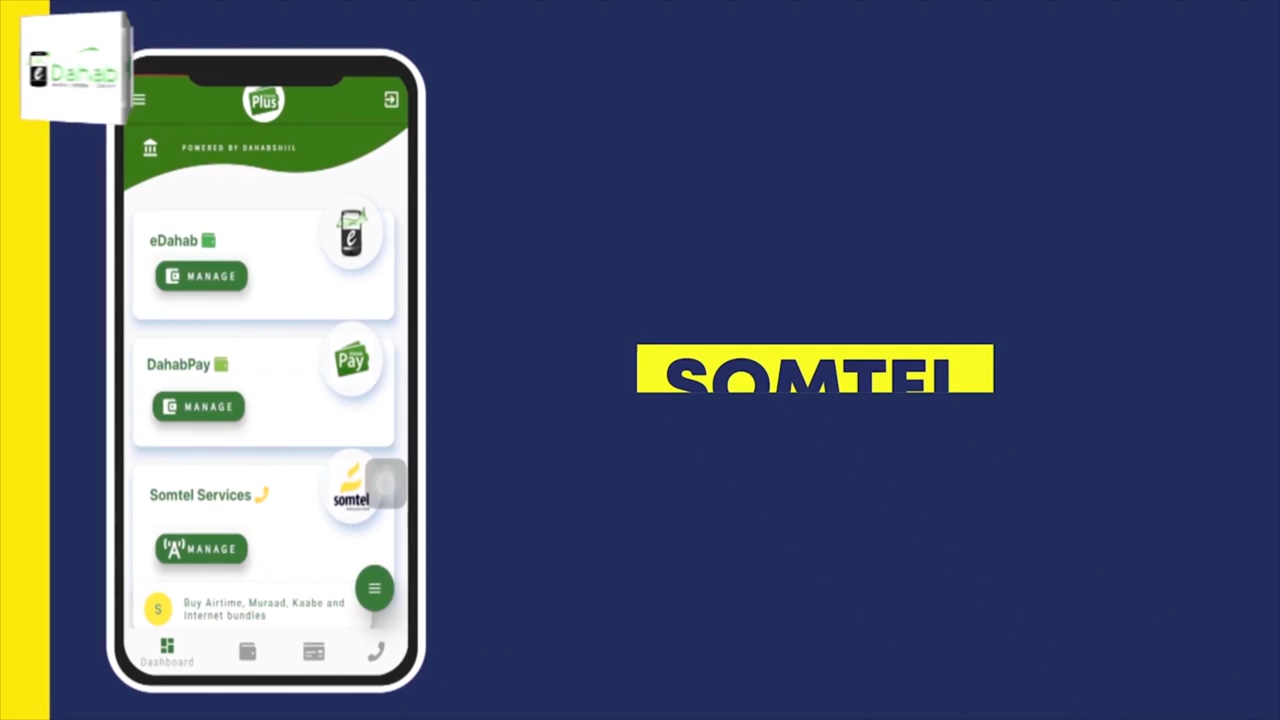 e Dahab
Plus
POWERED BY DAHABSHIIL
eDahab
e
MANAGE
DahabPay
Pay
MANAGE
Somtel Services
somtel
MANAGE
S
Buy Airtime, Muraad, Kaabe and
Internet bundles
Dashboard
SOMTEL